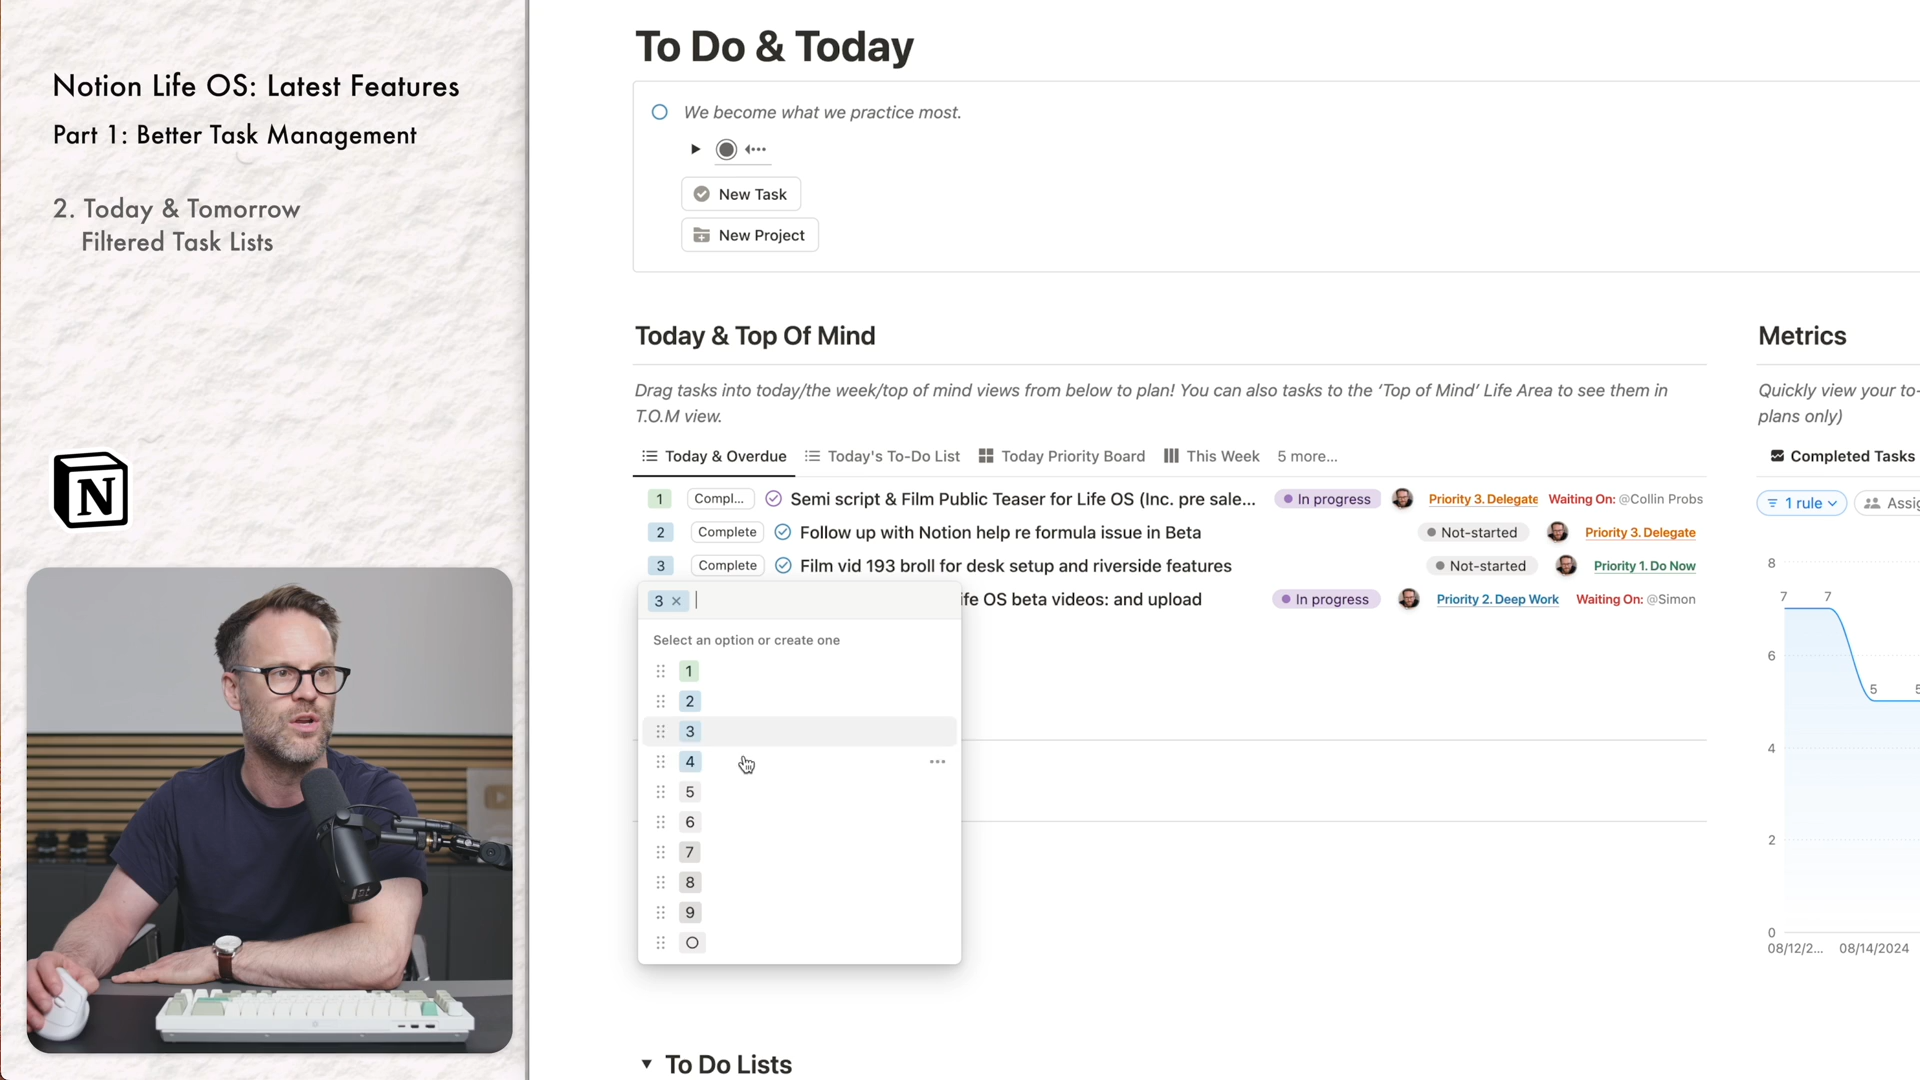 Notion Life OS: Latest Features
Part 1: Better Task Management
2. Today & Tomorrow
Filtered Task Lists
N
To Do & Today
We become what we practice most.
New Task
New Project
Today & Top Of Mind
Drag tasks into today/the week/top of mind views from below to plan! You can also tasks to the ‘Top of Mind’ Life Area to see them in
T.O.M view.
Today & Overdue Today's To-Do List Today Priority Board This Week 5 more...
1 Compl... Semi script & Film Public Teaser for Life OS (Inc. pre sale... In progress Priority 3. Delegate Waiting On: @Collin Probs
2 Complete Follow up with Notion help re formula issue in Beta Not-started Priority 3. Delegate
3 Complete Film vid 193 broll for desk setup and riverside features Not-started Priority 1. Do Now
3 × ife OS beta videos: and upload In progress Priority 2. Deep Work Waiting On: @Simon
Select an option or create one
1
2
3
4
5
6
7
8
9
O
To Do Lists
Metrics
Quickly view your to-
plans only)
Completed Tasks
1 rule Assig
8
7 7
6
5 5
4
2
0
08/12/2... 08/14/2024